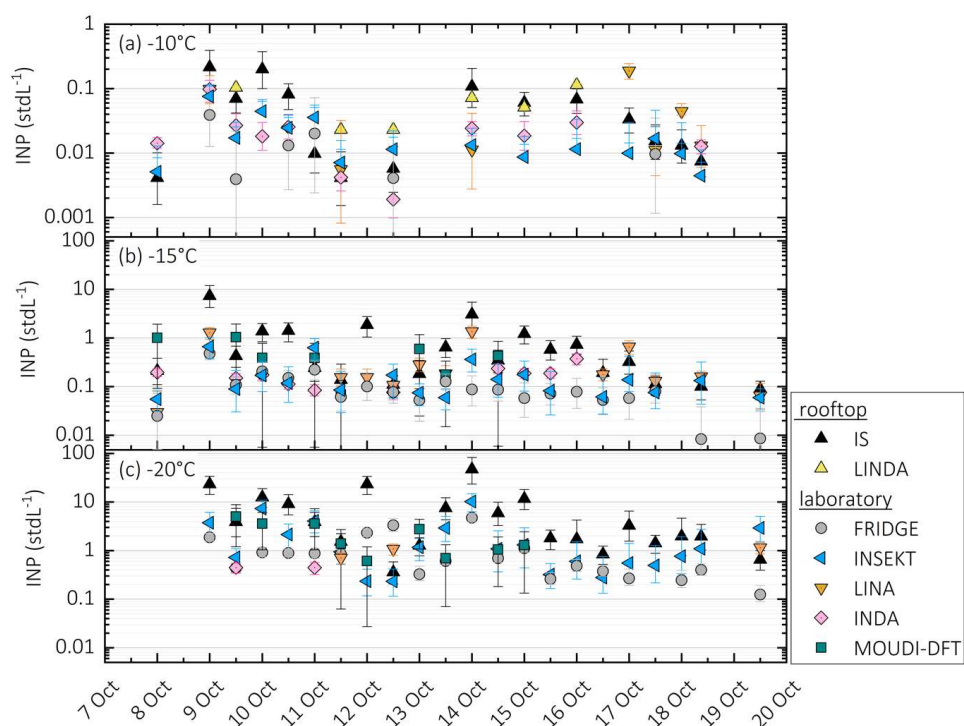 (a) -10°C
INP (stdL⁻¹)
1
0.1
0.01
0.001
(b) -15°C
INP (stdL⁻¹)
100
10
1
0.1
0.01
(c) -20°C
INP (stdL⁻¹)
100
10
1
0.1
0.01
7 Oct
8 Oct
9 Oct
10 Oct
11 Oct
12 Oct
13 Oct
14 Oct
15 Oct
16 Oct
17 Oct
18 Oct
19 Oct
20 Oct
rooftop
IS
LINDA
laboratory
FRIDGE
INSEKT
LINA
INDA
MOUDI-DFT